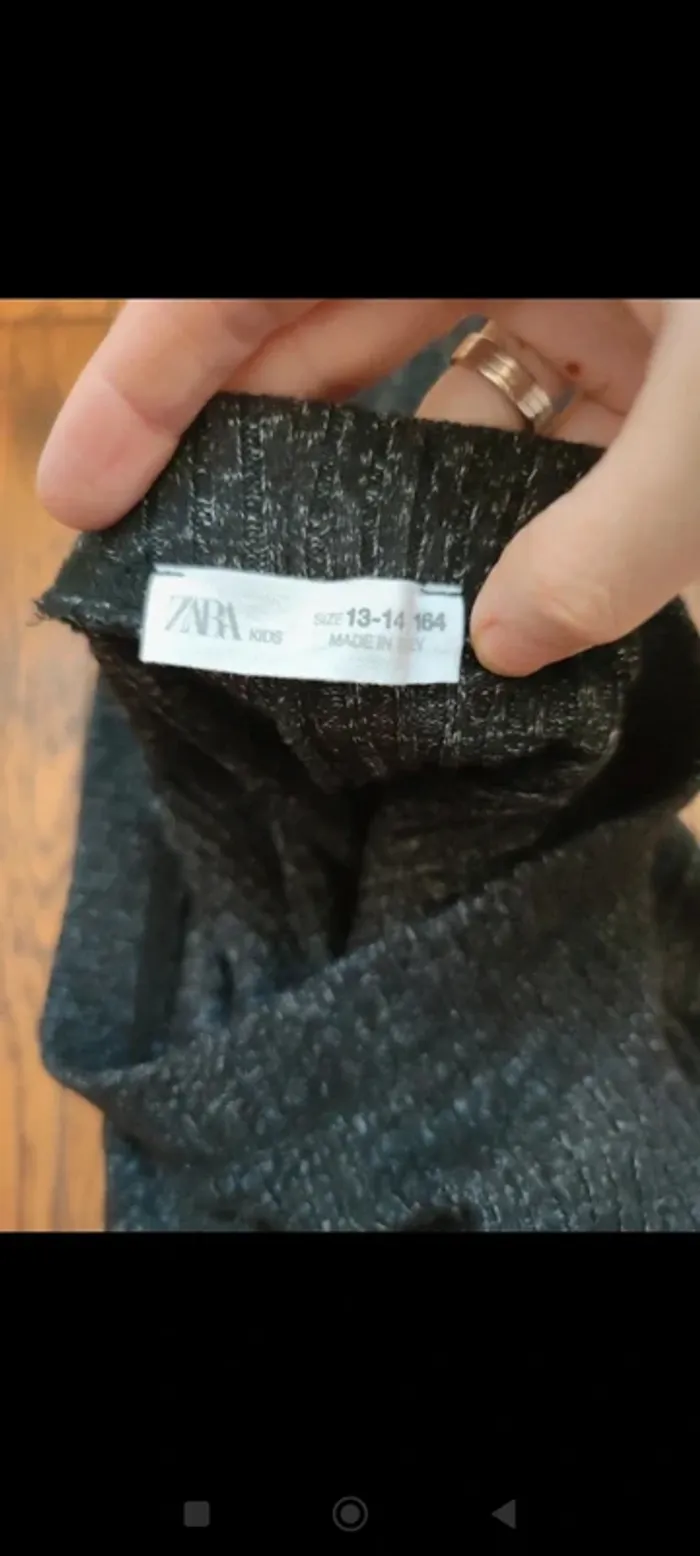 ZARA KIDS
SIZE 13-14 164
MADE IN